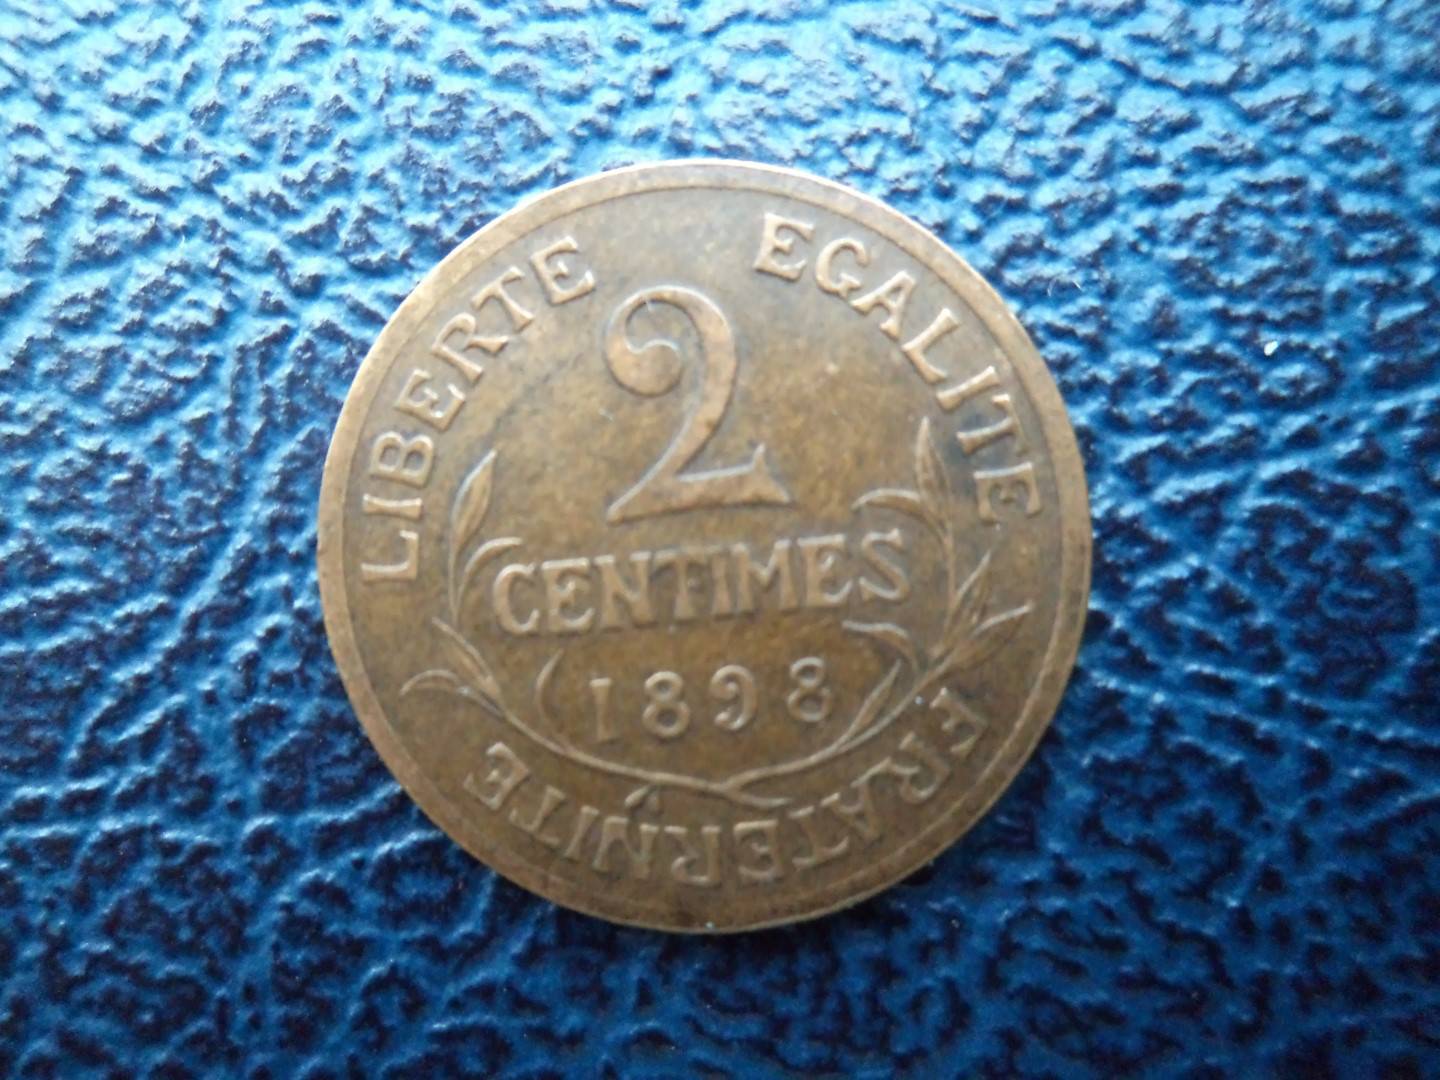 LIBERTE EGALITE FRATERNITE
2
CENTIMES
1898